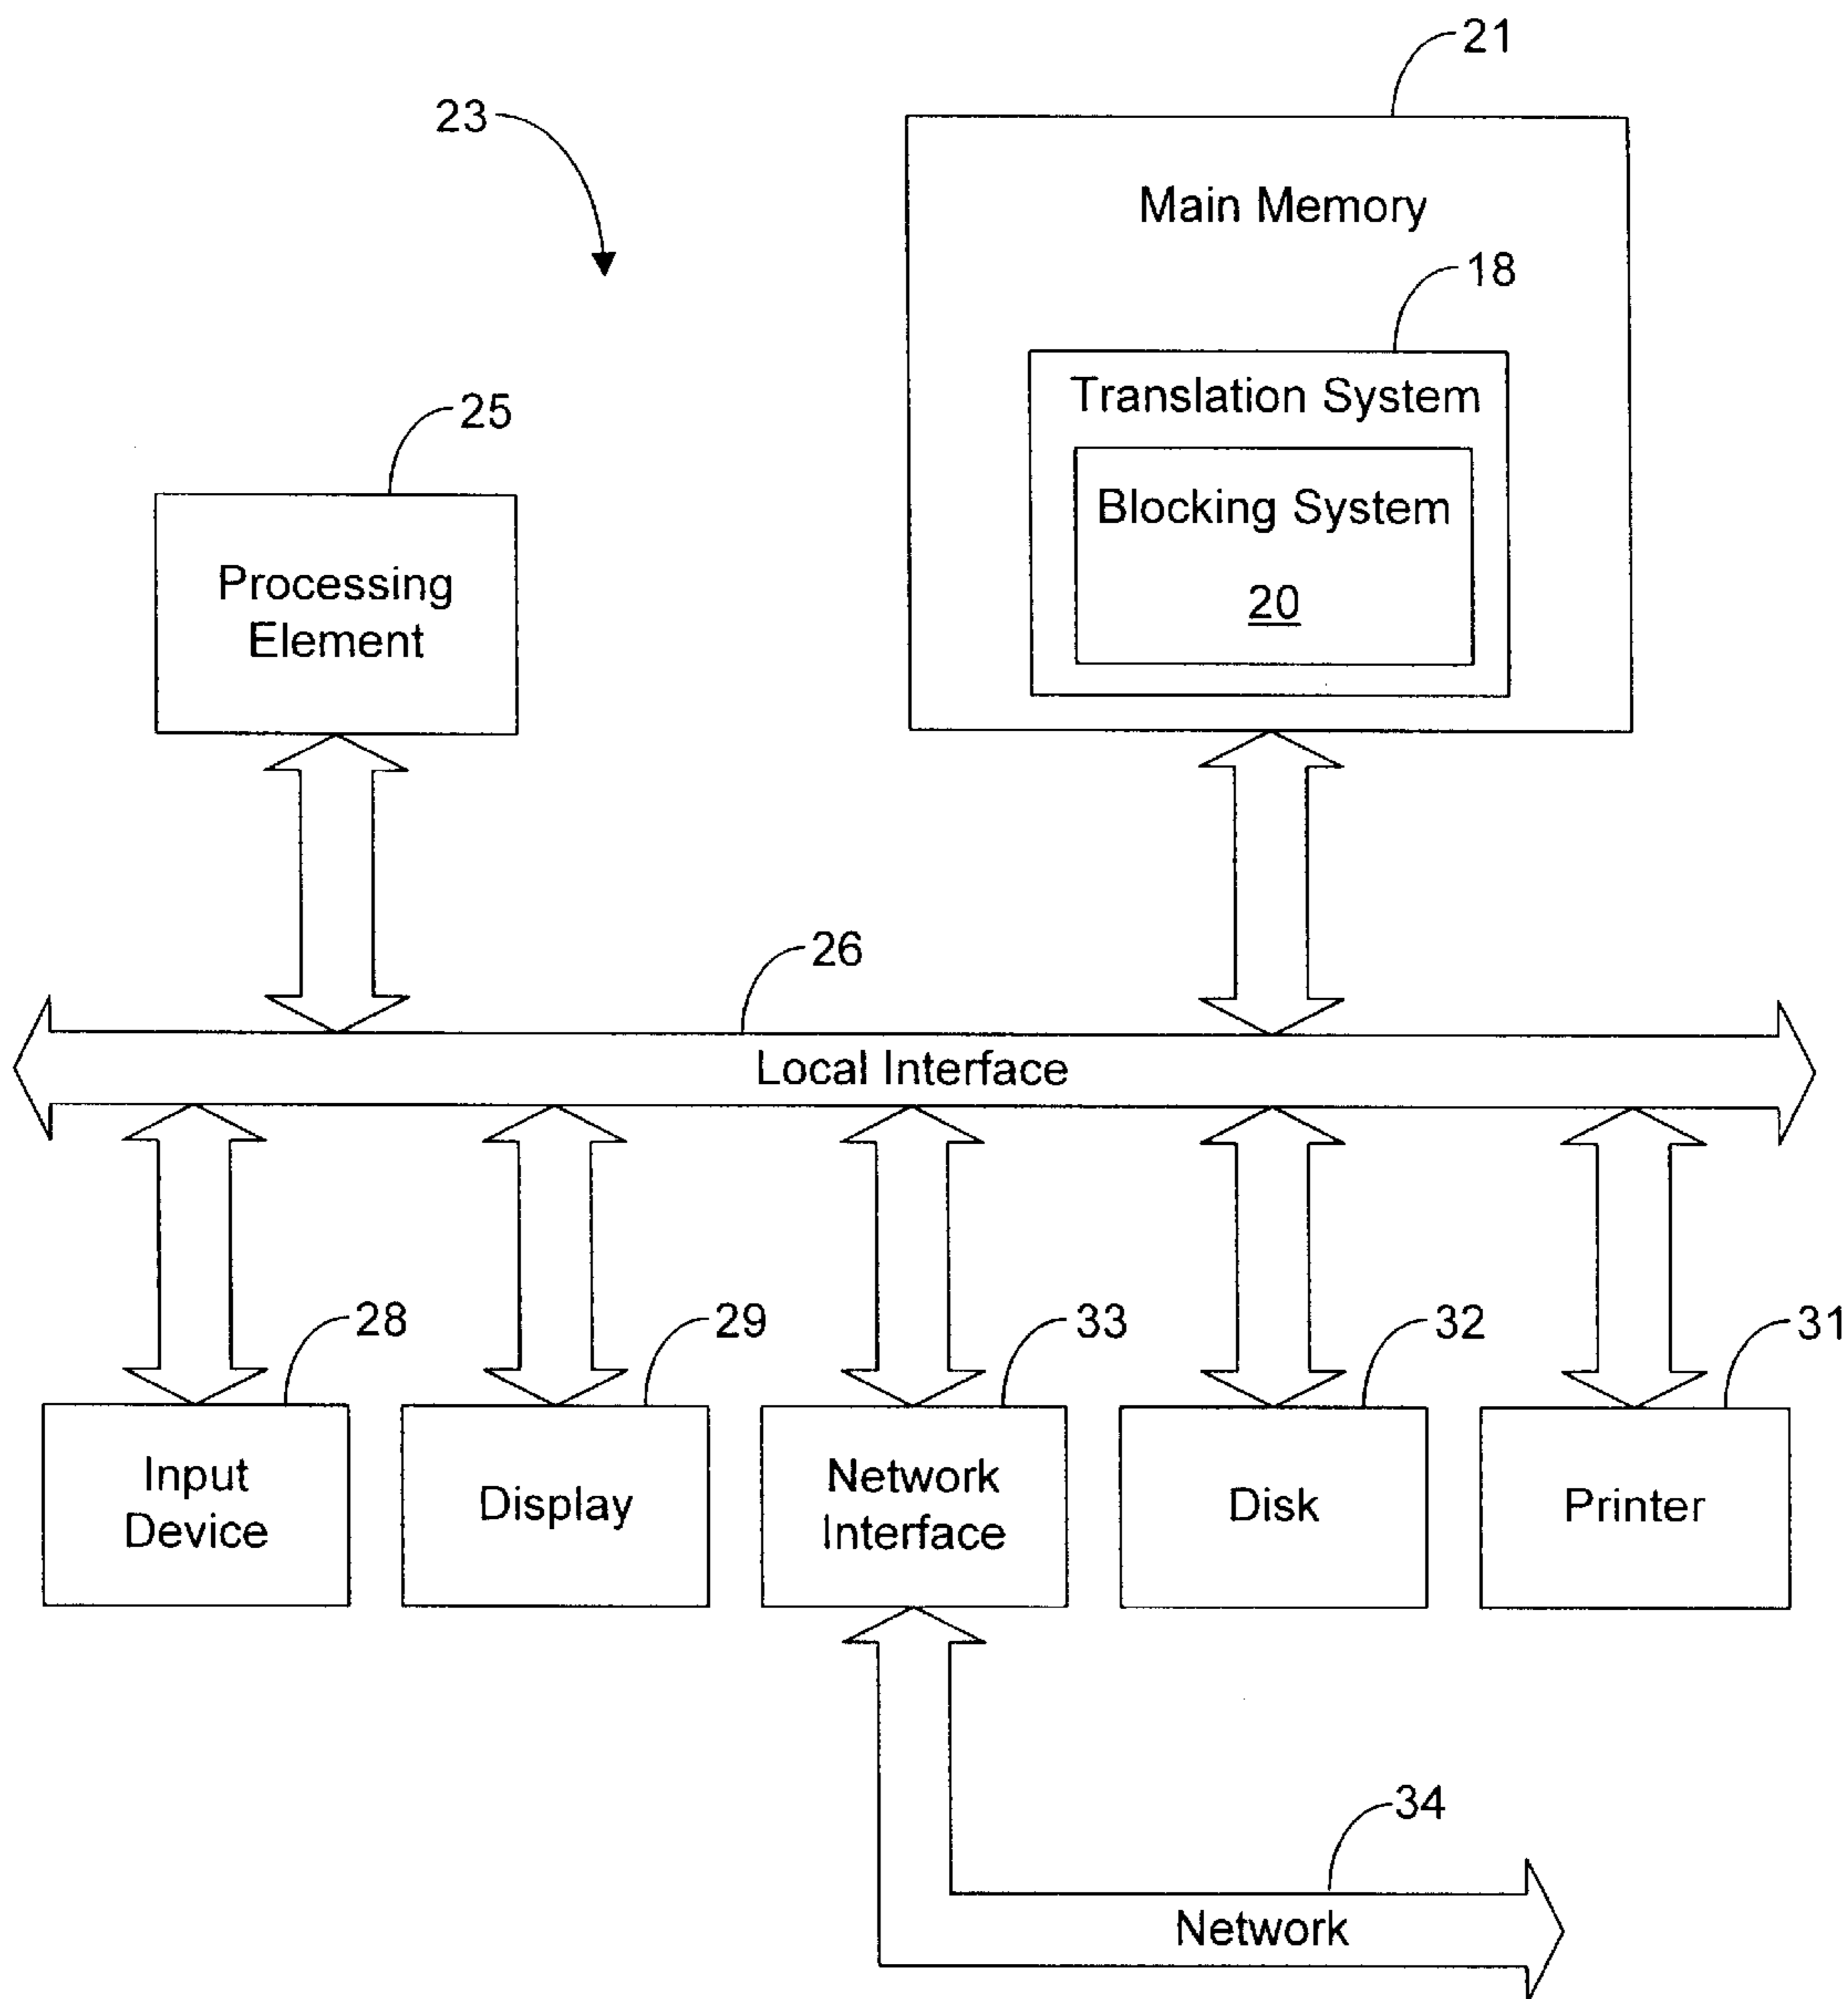 21
23
Main Memory
18
Translation System
25
Blocking System
20
Processing
Element
26
Local Interface
28
29
33
32
31
Input
Device
Display
Network
Interface
Disk
Printer
34
Network